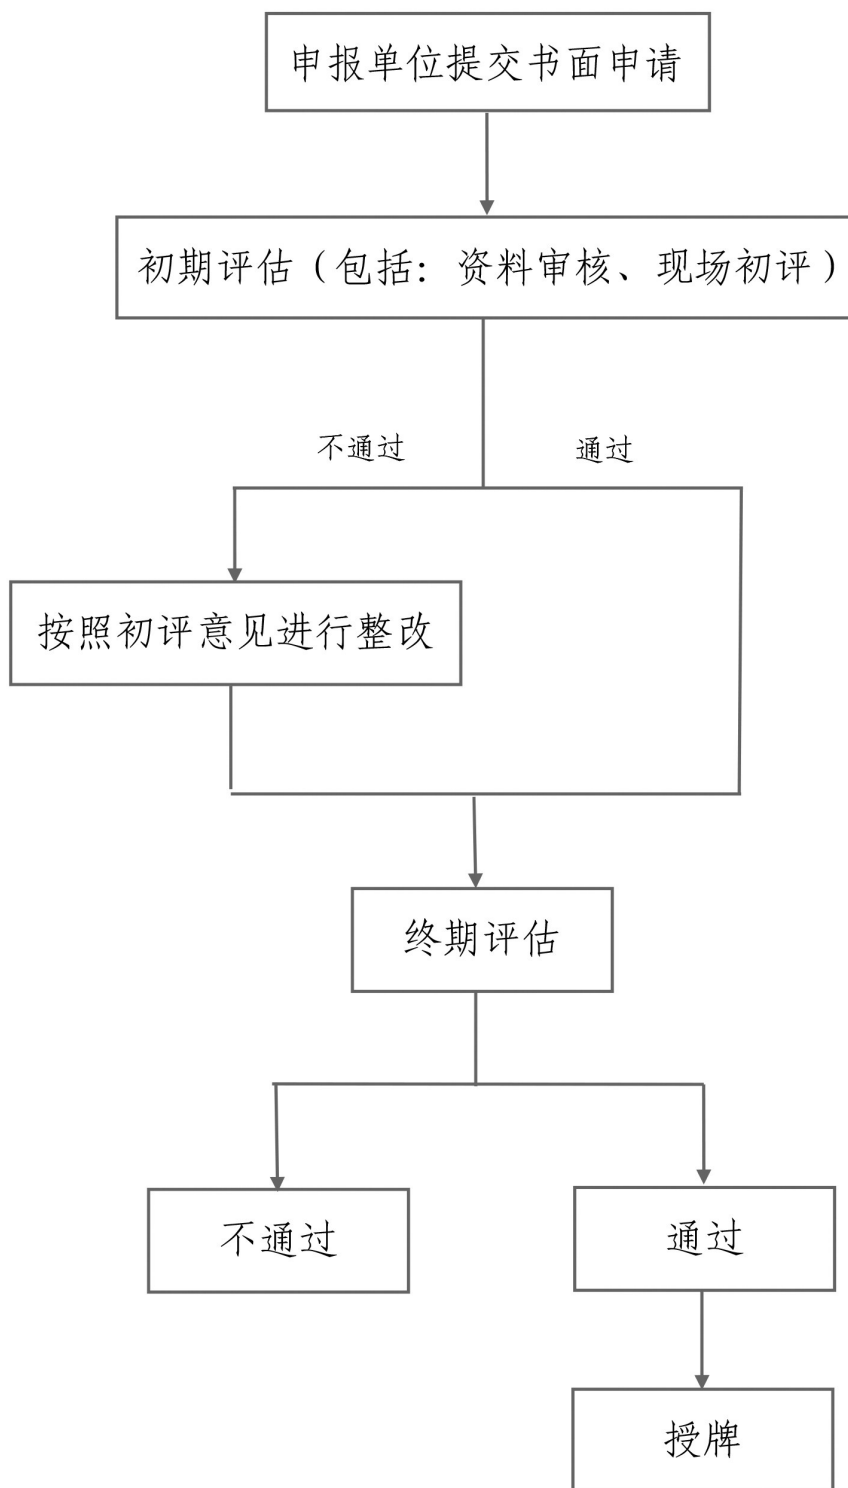 申报单位提交书面申请
初期评估（包括：资料审核、现场初评）
不通过
通过
按照初评意见进行整改
终期评估
不通过
通过
授牌